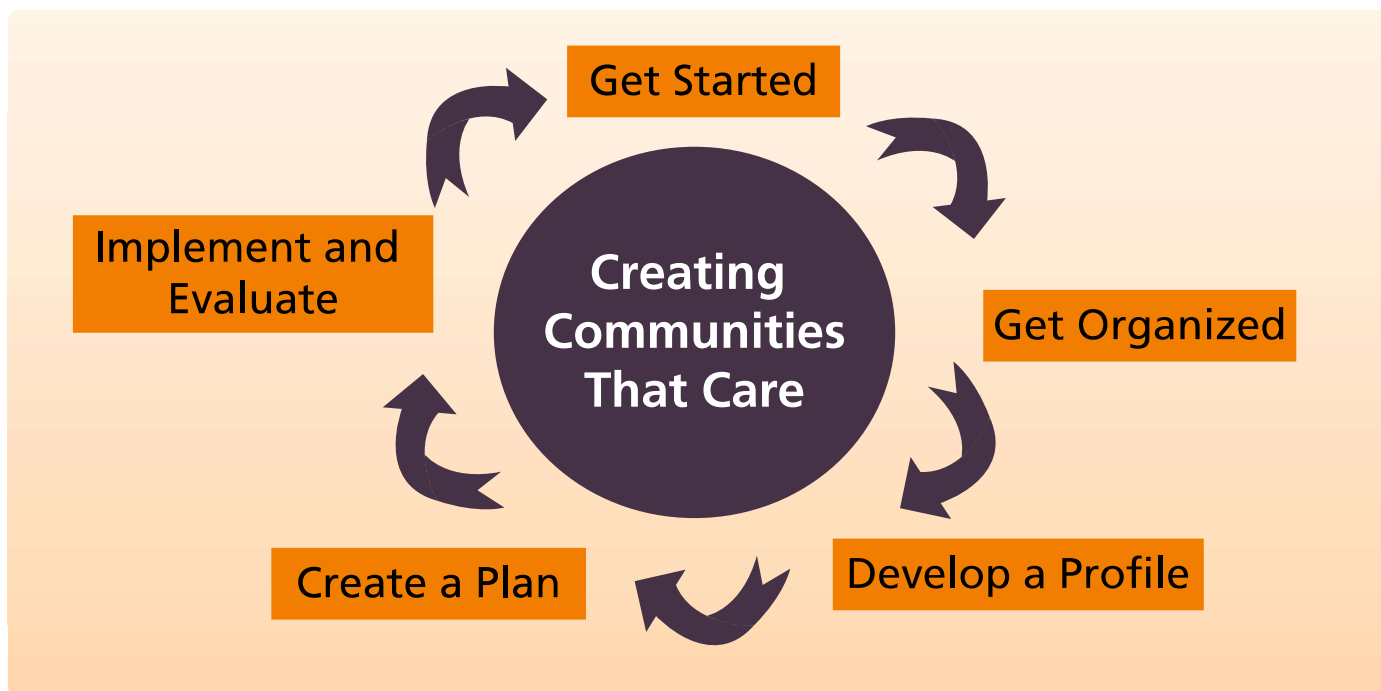 Get Started
Creating
Communities
That Care
Get Organized
Develop a Profile
Create a Plan
Implement and
Evaluate